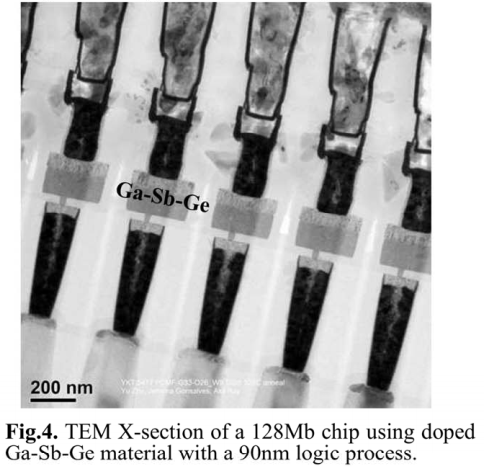 Ga-Sb-Ge
200 nm
Fig.4. TEM X-section of a 128Mb chip using doped
Ga-Sb-Ge material with a 90nm logic process.